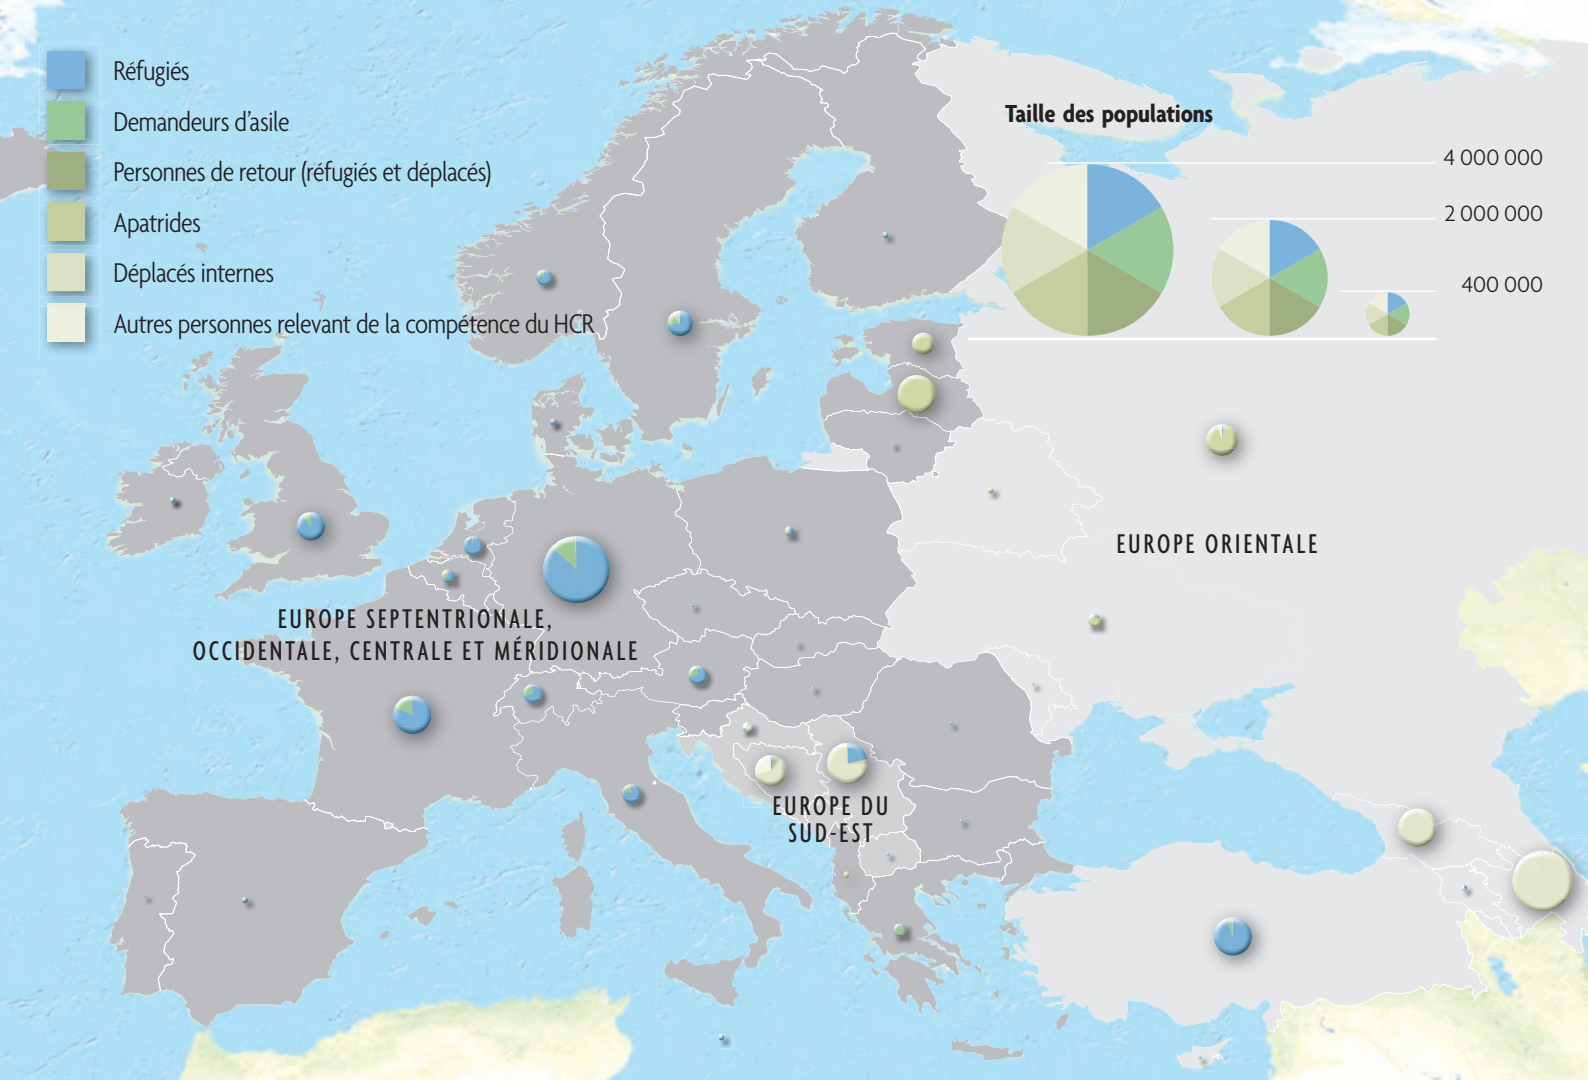 Réfugiés
Demandeurs d'asile
Personnes de retour (réfugiés et déplacés)
Apatrides
Déplacés internes
Autres personnes relevant de la compétence du HCR
Taille des populations
4 000 000
2 000 000
400 000
EUROPE ORIENTALE
EUROPE SEPTENTRIONALE,
OCCIDENTALE, CENTRALE ET MÉRIDIONALE
EUROPE DU
SUD-EST